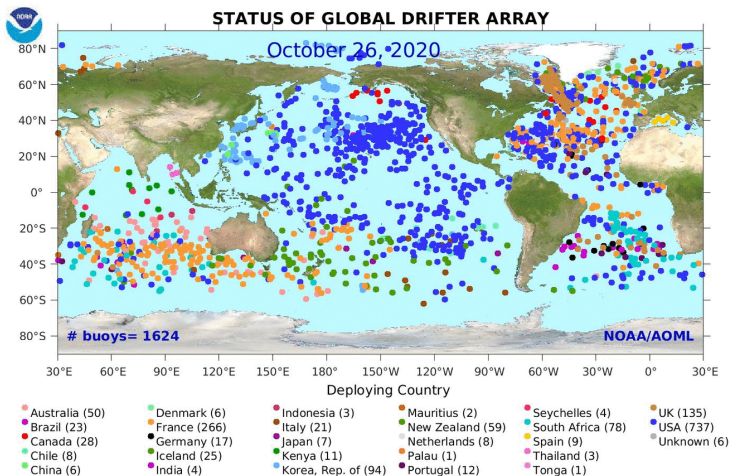 NOAA
STATUS OF GLOBAL DRIFTER ARRAY
October 26, 2020
80°N
60°N
40°N
20°N
0°
20°S
40°S
60°S
80°S
# buoys= 1624
NOAA/AOML
30°E 60°E 90°E 120°E 150°E 180°E 150°W 120°W 90°W 60°W 30°W 0°W 30°E
Deploying Country
Australia (50) Denmark (6) Indonesia (3) Mauritius (2) Seychelles (4) UK (135)
Brazil (23) France (266) Italy (21) New Zealand (59) South Africa (78) USA (737)
Canada (28) Germany (17) Japan (7) Netherlands (8) Spain (9) Unknown (6)
Chile (8) Iceland (25) Kenya (11) Palau (1) Thailand (3)
China (6) India (4) Korea, Rep. of (94) Portugal (12) Tonga (1)